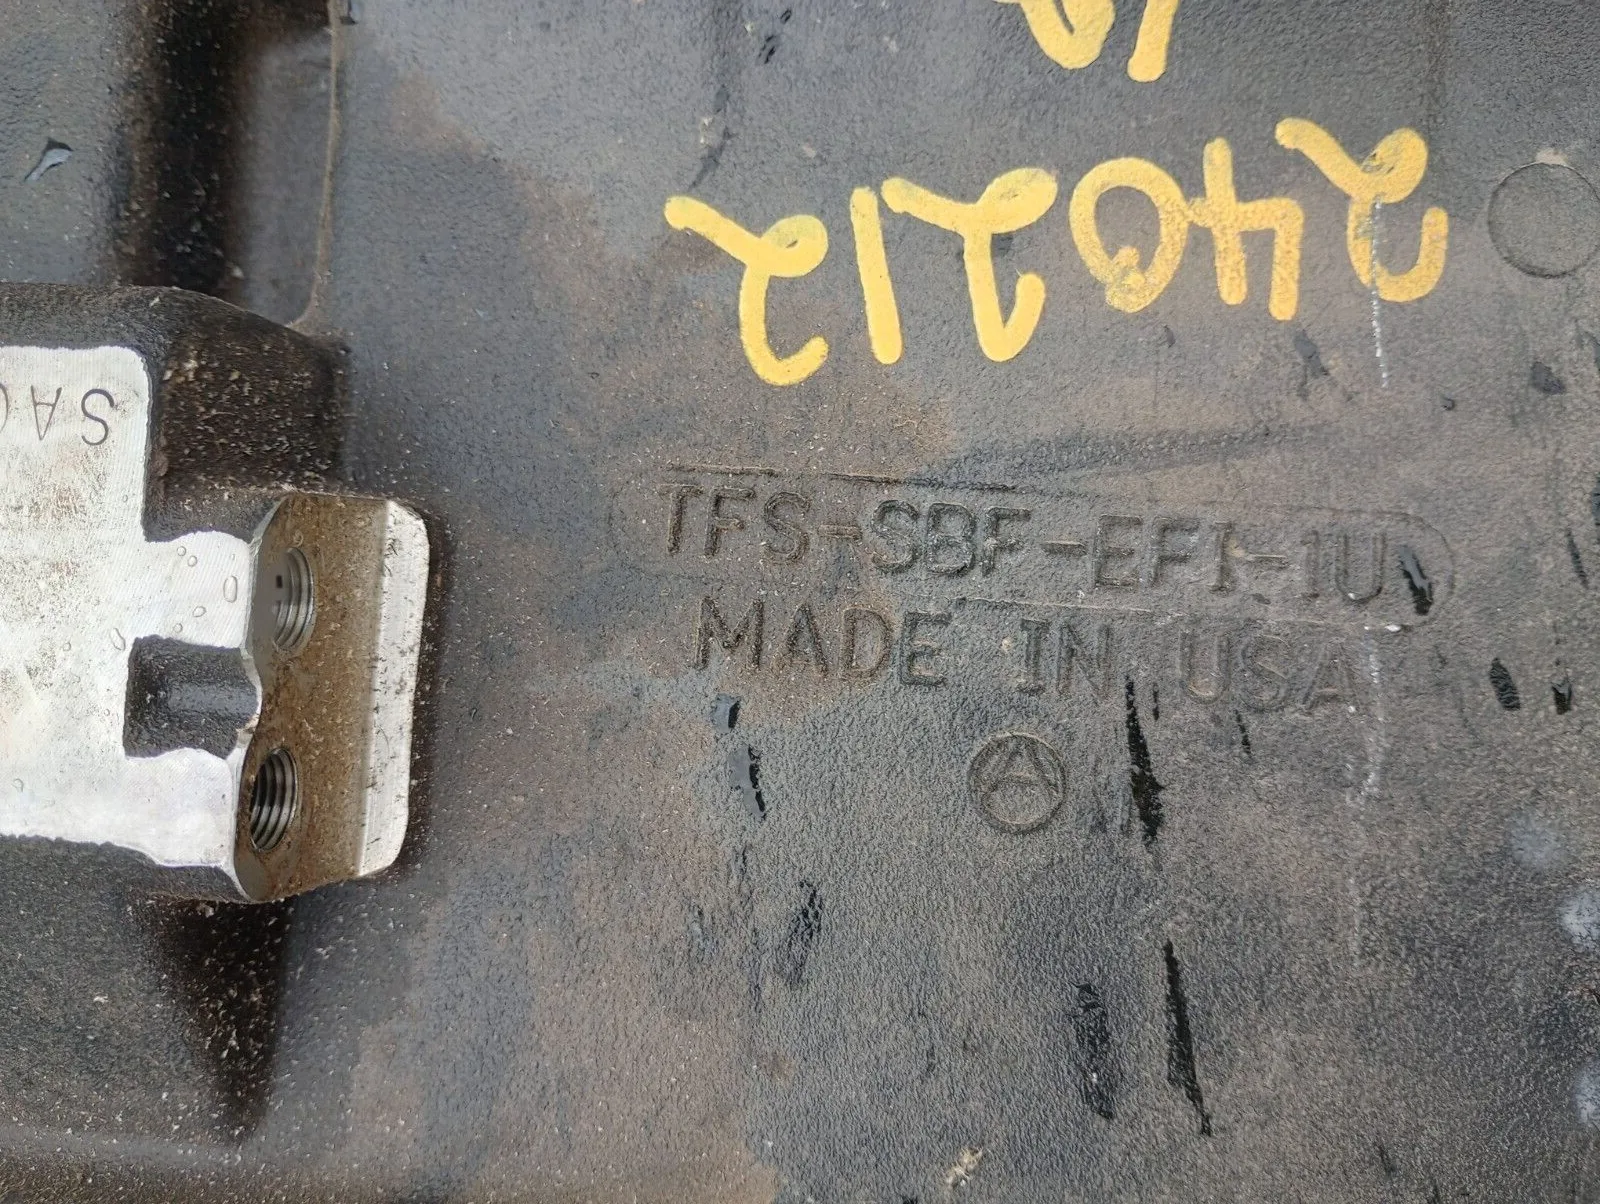 240212
TFS-SBF-EFI-1U
MADE IN USA
A